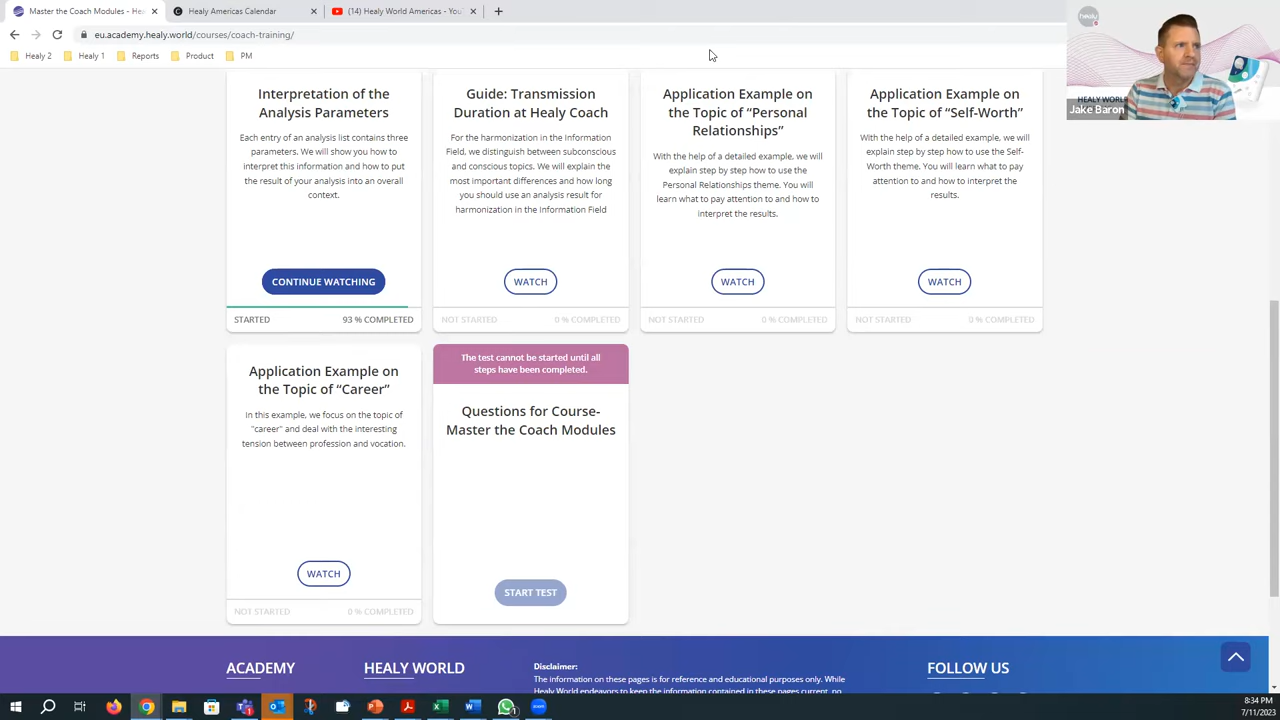 Master the Coach Modules - He
Healy Americas Calendar
(14) Healy World Americas - You
eu.academy.healy.world/courses/coach-training/
Healy 2
Healy 1
Reports
Product
PM
healy
HEALY WORLD
Jake Baron
Interpretation of the
Analysis Parameters
Each entry of an analysis list contains three
parameters. We will show you how to
interpret this information and how to put
the result of your analysis into an overall
context.
CONTINUE WATCHING
STARTED
93 % COMPLETED
Guide: Transmission
Duration at Healy Coach
For the harmonization in the Information
Field, we distinguish between subconscious
and conscious topics. We will explain the
most important differences and how long
you should use an analysis result for
harmonization in the Information Field
WATCH
NOT STARTED
0 % COMPLETED
Application Example on
the Topic of “Personal
Relationships”
With the help of a detailed example, we will
explain step by step how to use the
Personal Relationships theme. You will
learn what to pay attention to and how to
interpret the results.
WATCH
NOT STARTED
0 % COMPLETED
Application Example on
the Topic of “Self-Worth”
With the help of a detailed example, we will
explain step by step how to use the Self-
Worth theme. You will learn what to pay
attention to and how to interpret the
results.
WATCH
NOT STARTED
0 % COMPLETED
Application Example on
the Topic of “Career”
In this example, we focus on the topic of
"career" and deal with the interesting
tension between profession and vocation.
WATCH
NOT STARTED
0 % COMPLETED
The test cannot be started until all
steps have been completed.
Questions for Course-
Master the Coach Modules
START TEST
ACADEMY
HEALY WORLD
Disclaimer:
The information on these pages is for reference and educational purposes only. While
Healy World endeavors to keep the information contained in these pages current, no
FOLLOW US
8:34 PM
7/11/2023